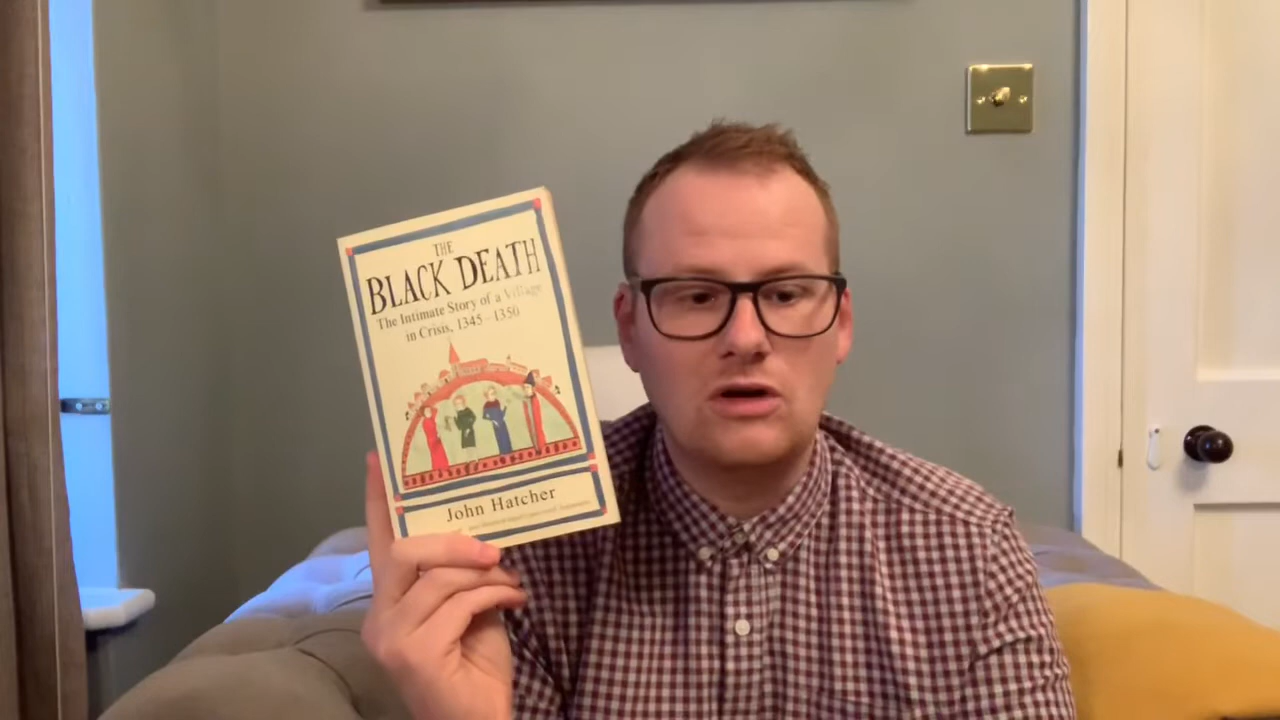 THE
BLACK DEATH
The Intimate Story of a Village
in Crisis, 1345–1350
John Hatcher